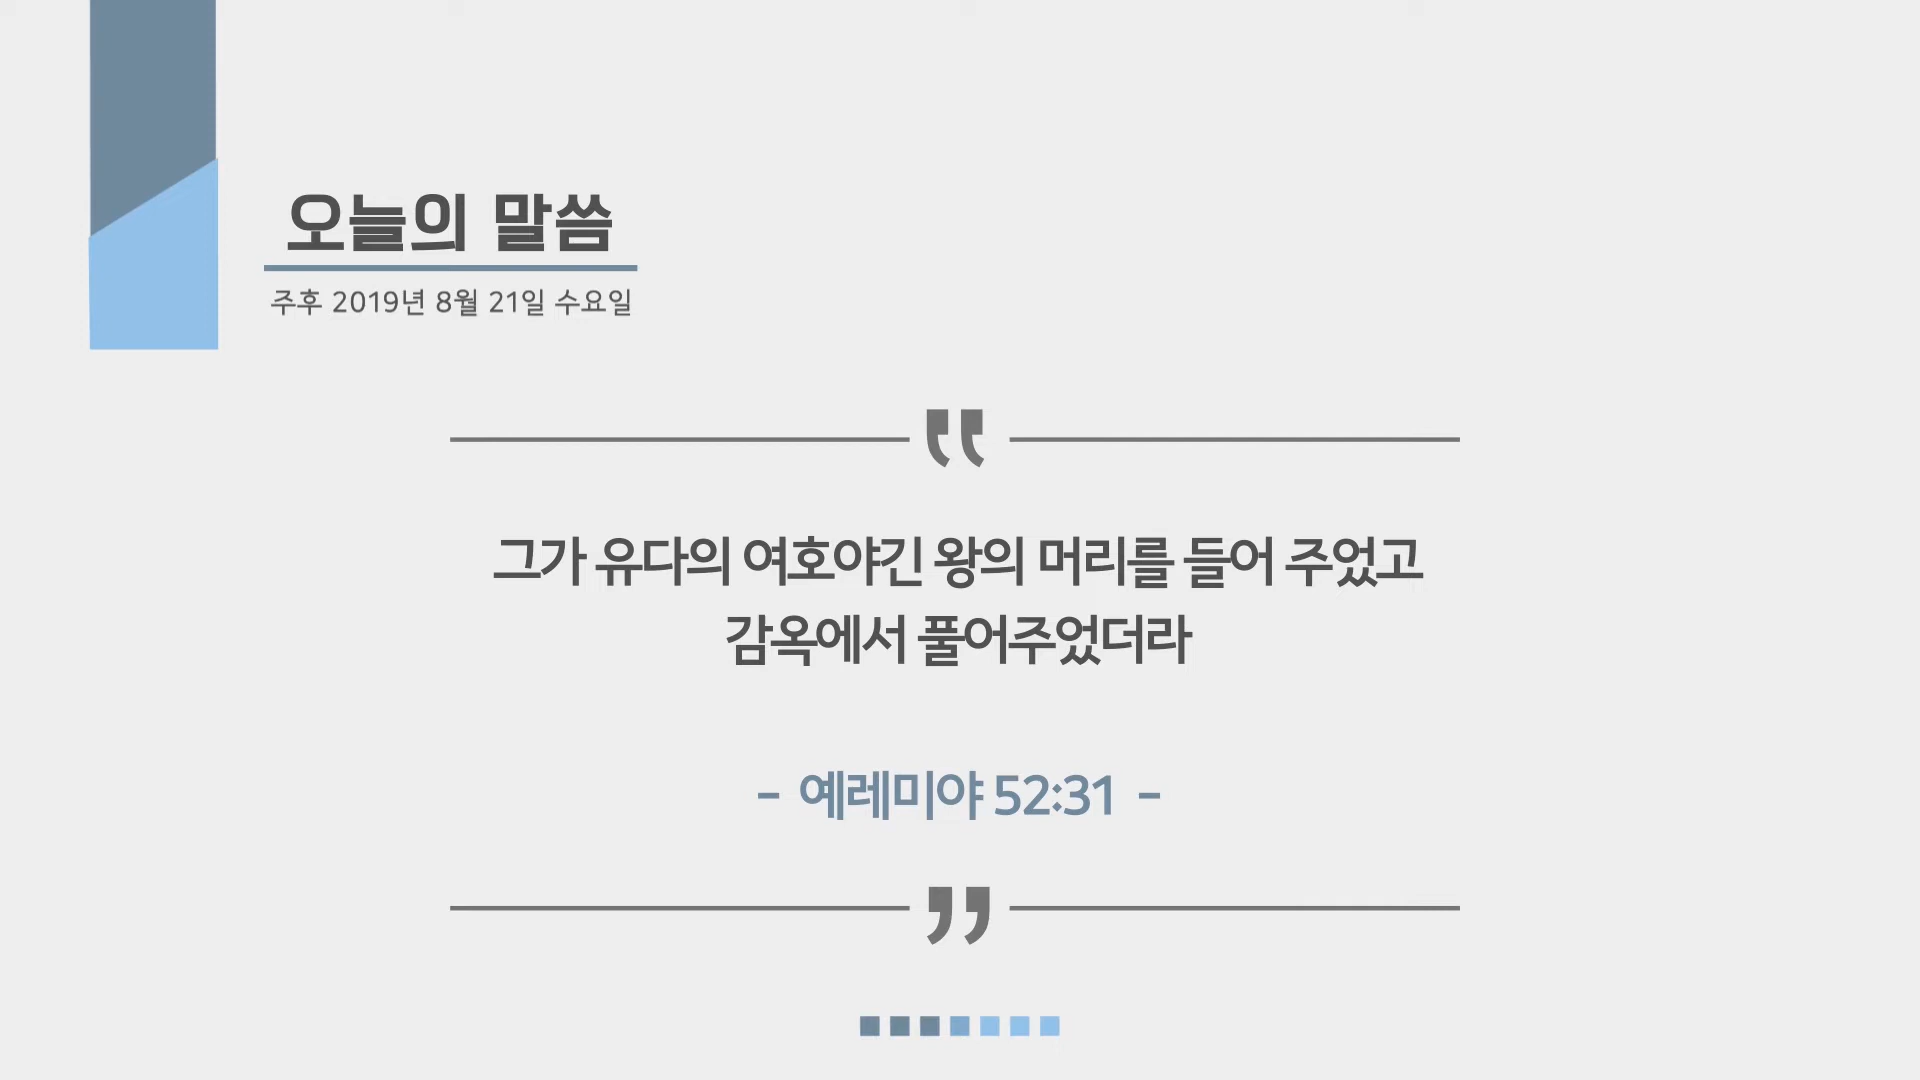 오늘의 말씀
주후 2019년 8월 21일 수요일
"
그가 유다의 여호야긴 왕의 머리를 들어 주었고
감옥에서 풀어주었더라
- 예레미야 52:31 -
"